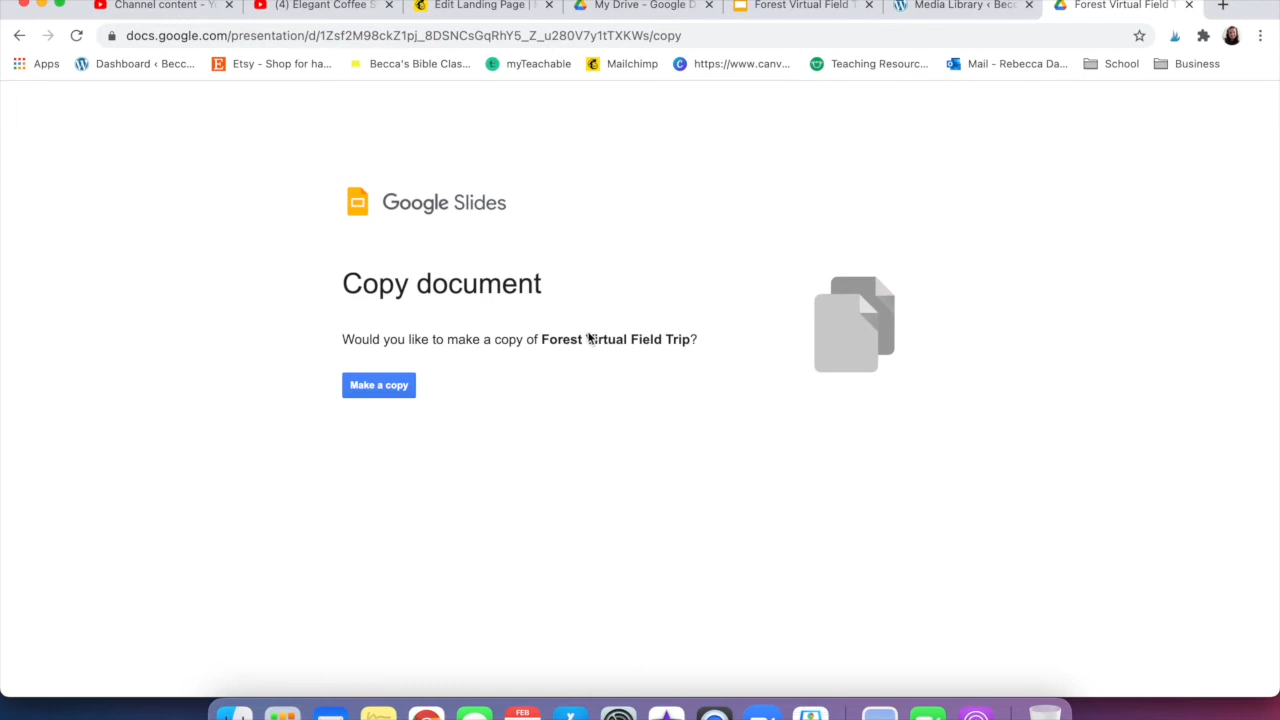 Channel content - Y
(4) Elegant Coffee S
Edit Landing Page |
My Drive - Google D
Forest Virtual Field T
Media Library ‹ Becc
Forest Virtual Field T
docs.google.com/presentation/d/1Zsf2M98ckZ1pj_8DSNCsGqRhY5_Z_u280V7y1tTXKWs/copy
Apps
Dashboard ‹ Becc...
Etsy - Shop for ha...
Becca's Bible Clas...
myTeachable
Mailchimp
https://www.canv...
Teaching Resourc...
Mail - Rebecca Da...
School
Business
Google Slides
Copy document
Would you like to make a copy of Forest Virtual Field Trip?
Make a copy
FEB